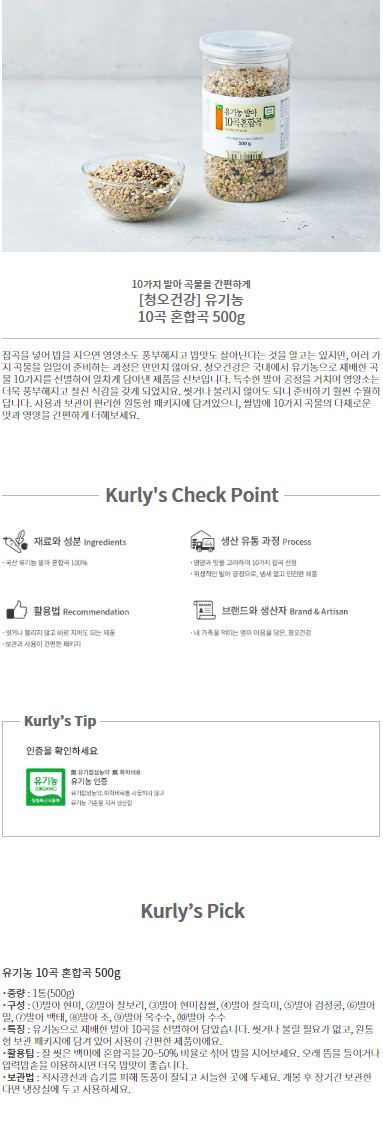 유기농 발아
10곡 혼합곡
500 g
10가지 발아 곡물을 간편하게
[청오건강] 유기농
10곡 혼합곡 500g
잡곡을 넣어 밥을 지으면 영양소도 풍부해지고 밥맛도 살아난다는 것을 알고는 있지만, 여러 가
지 곡물을 일일이 준비하는 과정은 만만치 않아요. 청오건강은 국내에서 유기농으로 재배한 곡
물 10가지를 선별하여 알차게 담아낸 제품을 선보입니다. 특수한 발아 공정을 거치며 영양소는
더욱 풍부해지고 찰진 식감을 갖게 되었지요. 씻거나 불리지 않아도 되니 준비하기 훨씬 수월하
답니다. 사용과 보관이 편리한 원통형 패키지에 담겨있으니, 쌀밥에 10가지 곡물의 다채로운
맛과 영양을 간편하게 더해보세요.
Kurly's Check Point
재료와 성분 Ingredients
· 국산 유기농 발아 혼합곡 100%
생산 유통 과정 Process
· 영양과 맛을 고려하여 10가지 잡곡 선정
· 위생적인 발아 공정으로, 냄새 없고 안전한 제품
활용법 Recommendation
· 씻거나 불리지 않고 바로 지어도 되는 제품
· 보관과 사용이 간편한 패키지
브랜드와 생산자 Brand & Artisan
· 내 가족을 먹이는 엄마 마음을 담은, 청오건강
Kurly's Tip
인증을 확인하세요
유기농
(ORGANIC)
농림축산식품부
無 유기합성농약 無 화학비료
유기농 인증
유기합성농약, 화학비료를 사용하지 않고
유기농 기준을 지켜 생산함
Kurly's Pick
유기농 10곡 혼합곡 500g
· 중량 : 1통(500g)
· 구성 : ①발아 현미, ②발아 찰보리, ③발아 현미찹쌀, ④발아 찰흑미, ⑤발아 검정콩, ⑥발아
밀, ⑦발아 백태, ⑧발아 조, ⑨발아 옥수수, ⑩발아 수수
· 특징 : 유기농으로 재배한 발아 10곡을 선별하여 담았습니다. 씻거나 불릴 필요가 없고, 원통
형 보관 패키지에 담겨 있어 사용이 간편한 제품이에요.
· 활용팁 : 잘 씻은 백미에 혼합곡을 20~50% 비율로 섞어 밥을 지어보세요. 오래 뜸을 들이거나
압력밥솥을 이용하시면 더욱 밥맛이 좋습니다.
· 보관법 : 직사광선과 습기를 피해 통풍이 잘되고 서늘한 곳에 두세요. 개봉 후 장기간 보관한
다면 냉장실에 두고 사용하세요.